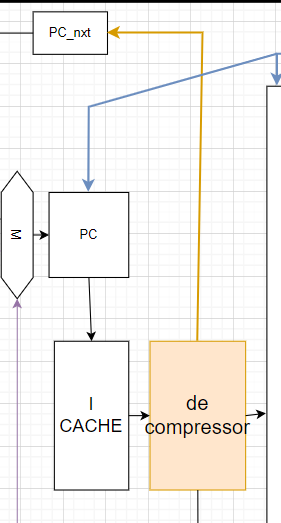 PC_nxt
M
PC
I
CACHE
de
compressor